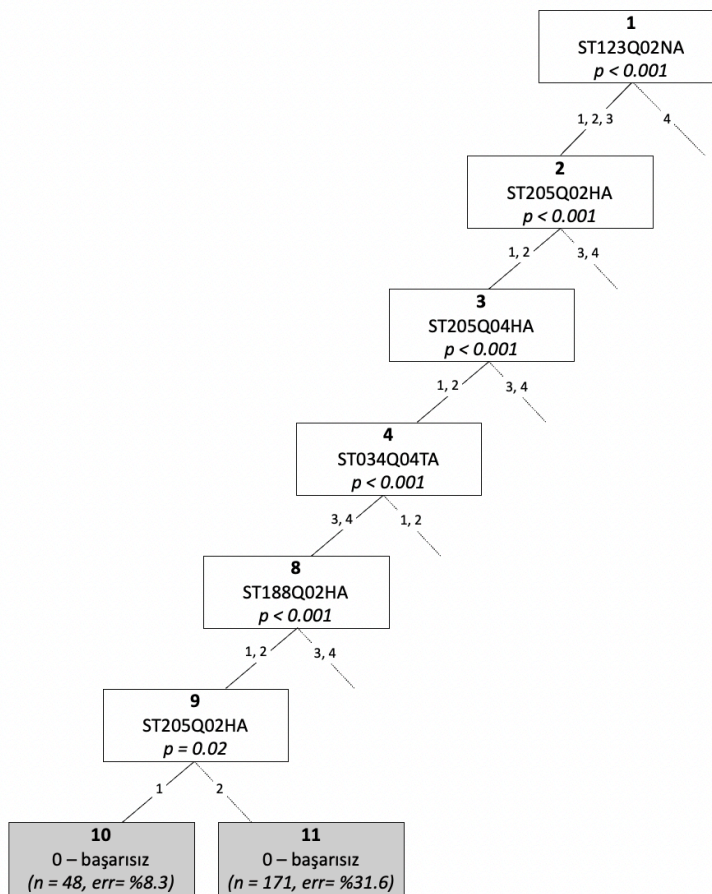 1
ST123Q02NA
p < 0.001
1, 2, 3
4
2
ST205Q02HA
p < 0.001
1, 2
3, 4
3
ST205Q04HA
p < 0.001
1, 2
3, 4
4
ST034Q04TA
p < 0.001
3, 4
1, 2
8
ST188Q02HA
p < 0.001
1, 2
3, 4
9
ST205Q02HA
p = 0.02
1
2
10
0 – başarısız
(n = 48, err= %8.3)
11
0 – başarısız
(n = 171, err= %31.6)